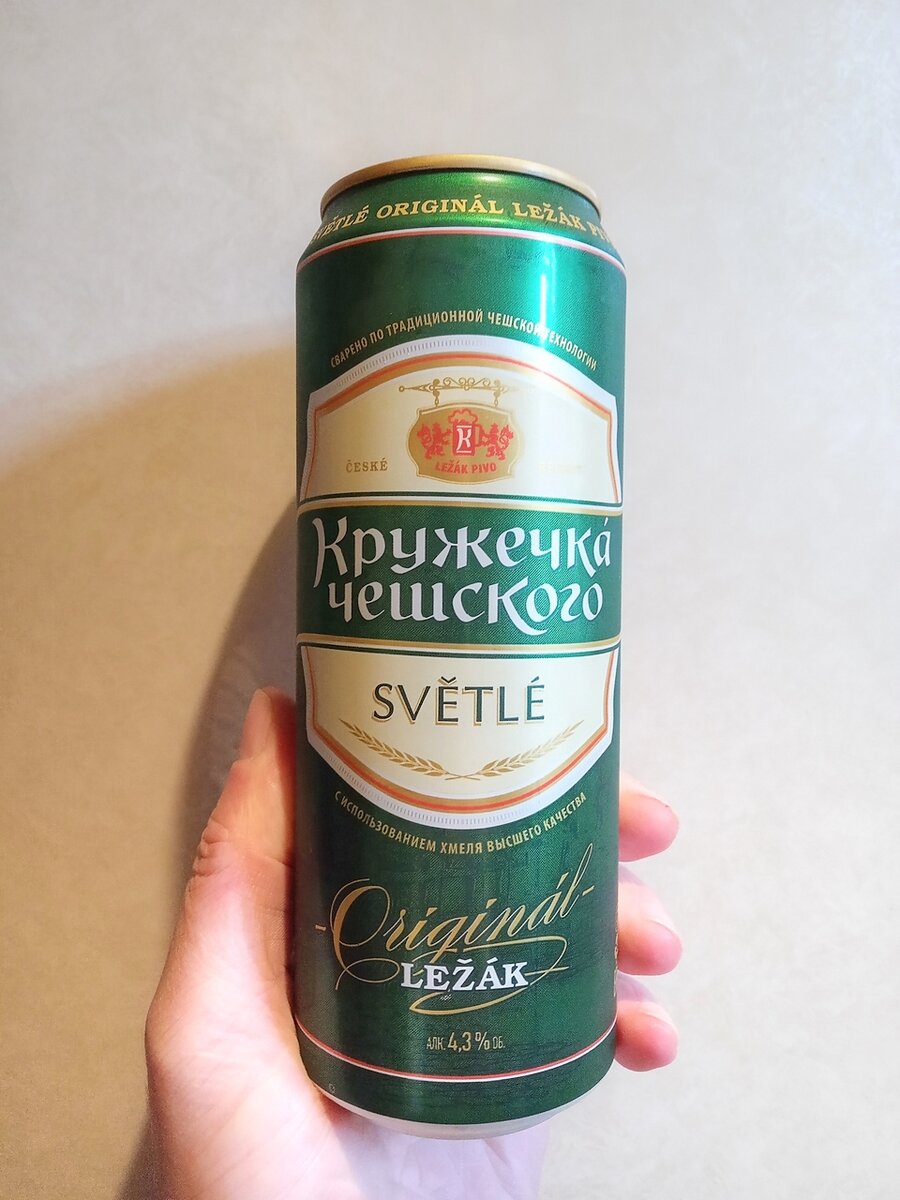 SVĚTLÉ ORIGINÁL LEŽÁK
СВАРЕНО ПО ТРАДИЦИОННОЙ ЧЕШСКОЙ ТЕХНОЛОГИИ
K
ČESKÉ
LEŽÁK PIVO
Кружечка
чешского
SVĚTLÉ
С ИСПОЛЬЗОВАНИЕМ ХМЕЛЯ ВЫСШЕГО КАЧЕСТВА
-Originál-
LEŽÁK
АЛК. 4,3% ОБ.